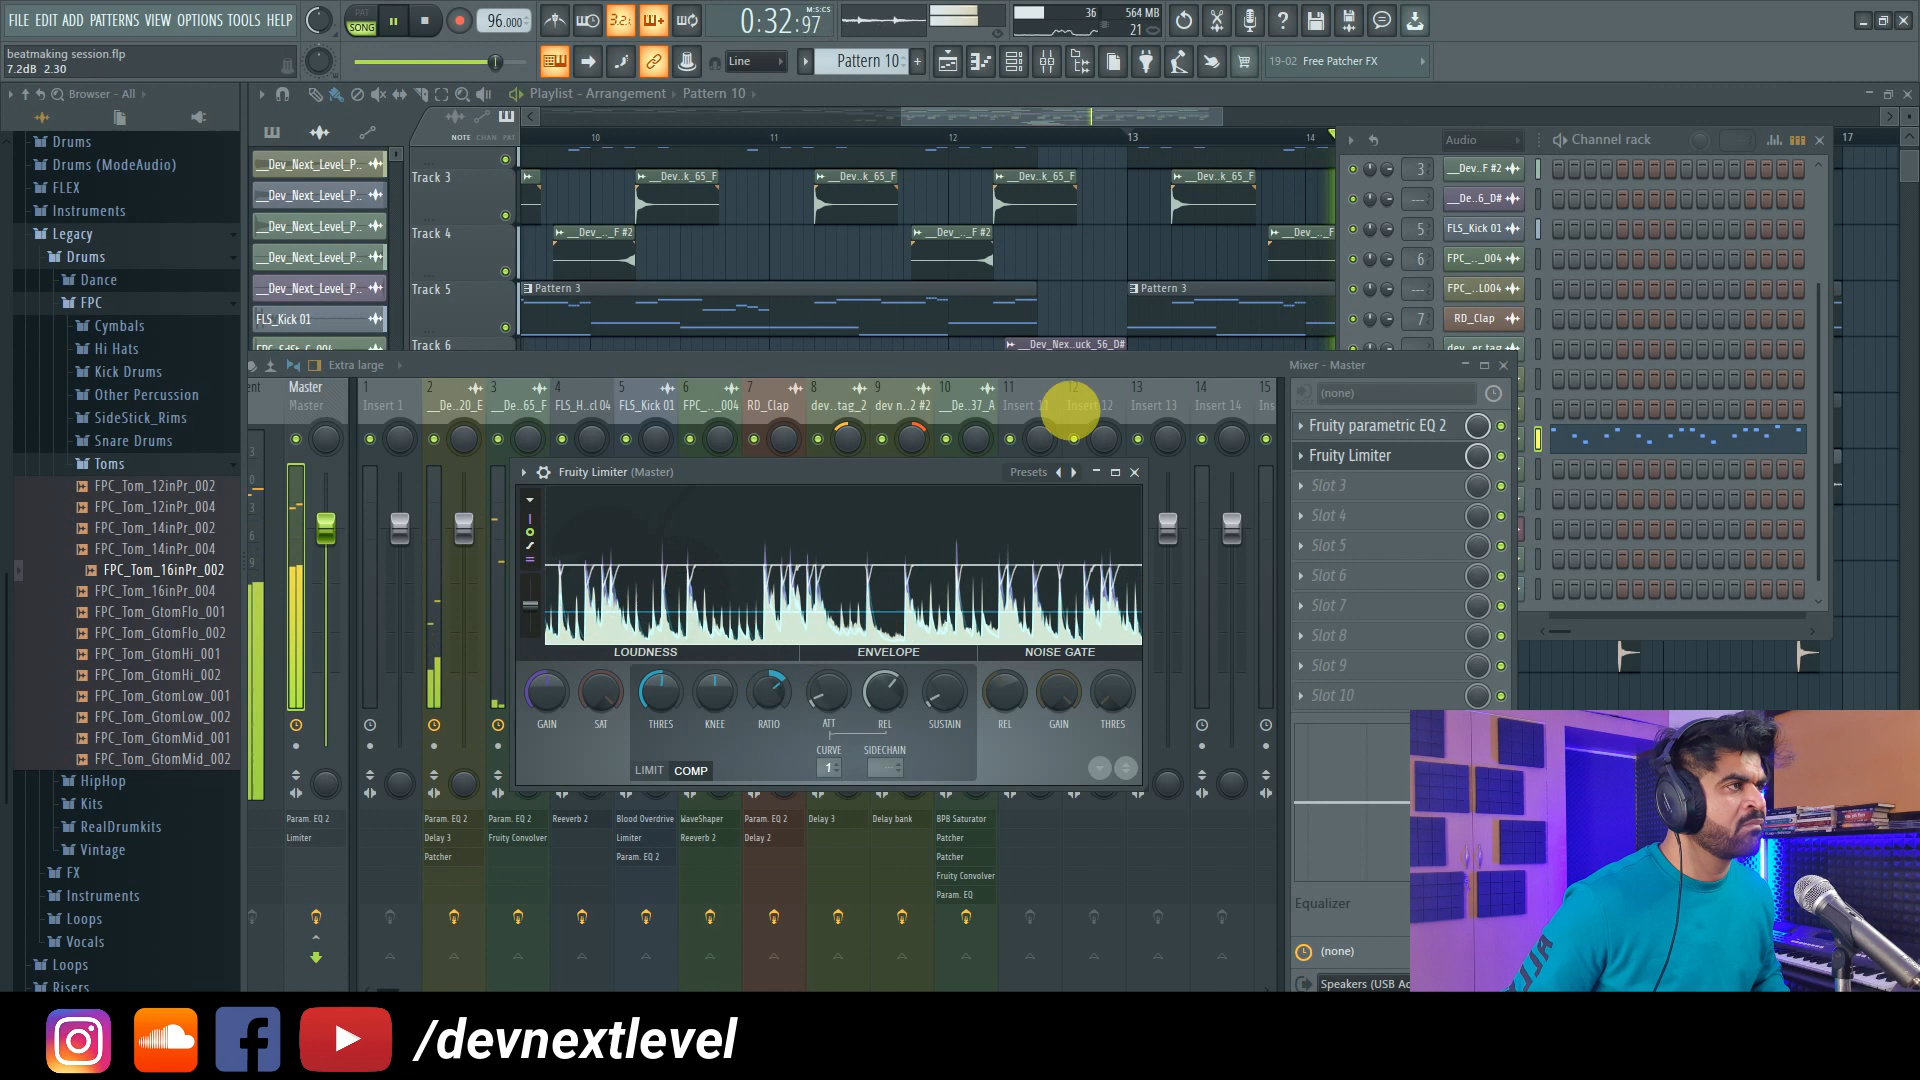 FILE EDIT ADD PATTERNS VIEW OPTIONS TOOLS HELP
PAT
SONG
96.000
3.2.
0:32:97
M:S:CS
36
564 MB
21
beatmaking session.flp
7.2dB 2.30
Line
Pattern 10
19-02 Free Patcher FX
Browser - All
Playlist - Arrangement
Pattern 10
NOTE CHAN PAT
10
11
12
13
14
17
Drums
Drums (ModeAudio)
FLEX
Instruments
Legacy
Drums
Dance
FPC
Cymbals
Hi Hats
Kick Drums
Other Percussion
SideStick_Rims
Snare Drums
Toms
FPC_Tom_12inPr_002
FPC_Tom_12inPr_004
FPC_Tom_14inPr_002
FPC_Tom_14inPr_004
FPC_Tom_16inPr_002
FPC_Tom_16inPr_004
FPC_Tom_GtomFlo_001
FPC_Tom_GtomFlo_002
FPC_Tom_GtomHi_001
FPC_Tom_GtomHi_002
FPC_Tom_GtomLow_001
FPC_Tom_GtomLow_002
FPC_Tom_GtomMid_001
FPC_Tom_GtomMid_002
HipHop
Kits
RealDrumkits
Vintage
FX
Instruments
Loops
Vocals
Loops
Risers
__Dev_Next_Level_P..
__Dev_Next_Level_P..
__Dev_Next_Level_P..
__Dev_Next_Level_P..
__Dev_Next_Level_P..
FLS_Kick 01
Track 3
__Dev..k_65_F
__Dev..k_65_F
__Dev..k_65_F
__Dev..k_65_F
Track 4
__Dev_.._F #2
__Dev_.._F #2
__Dev_.._F
Track 5
Pattern 3
Pattern 3
Track 6
__Dev_Nex..uck_56_D#
Audio
Channel rack
3
__Dev..F #2
---
__De..6_D#
5
FLS_Kick 01
6
FPC_.._004
---
FPC_..L004
7
RD_Clap
dev..er tag
Extra large
Mixer - Master
Master
Master
1
Insert 1
2
__De..20_E
3
__De..65_F
4
FLS_H..cl 04
5
FLS_Kick 01
6
FPC_.._004
7
RD_Clap
8
dev..tag_2
9
dev n..2 #2
10
__De..37_A
11
Insert 11
12
Insert 12
13
Insert 13
14
Insert 14
15
Ins
Fruity Limiter (Master)
Presets
LOUDNESS
ENVELOPE
NOISE GATE
GAIN
SAT
THRES
KNEE
RATIO
ATT
REL
SUSTAIN
REL
GAIN
THRES
CURVE
1
SIDECHAIN
LIMIT
COMP
Param. EQ 2
Limiter
Param. EQ 2
Delay 3
Patcher
Param. EQ 2
Fruity Convolver
Reeverb 2
Blood Overdrive
Limiter
Param. EQ 2
WaveShaper
Reeverb 2
Param. EQ 2
Delay 2
Delay 3
Delay bank
BPB Saturator
Patcher
Patcher
Fruity Convolver
Param. EQ
(none)
Fruity parametric EQ 2
Fruity Limiter
Slot 3
Slot 4
Slot 5
Slot 6
Slot 7
Slot 8
Slot 9
Slot 10
Equalizer
(none)
Speakers (USB Ac
/devnextlevel